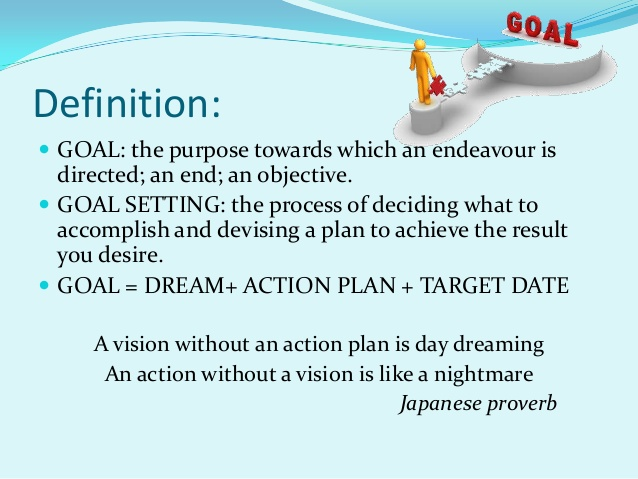 GOAL
Definition:
• GOAL: the purpose towards which an endeavour is
directed; an end; an objective.
• GOAL SETTING: the process of deciding what to
accomplish and devising a plan to achieve the result
you desire.
• GOAL = DREAM+ ACTION PLAN + TARGET DATE
A vision without an action plan is day dreaming
An action without a vision is like a nightmare
Japanese proverb